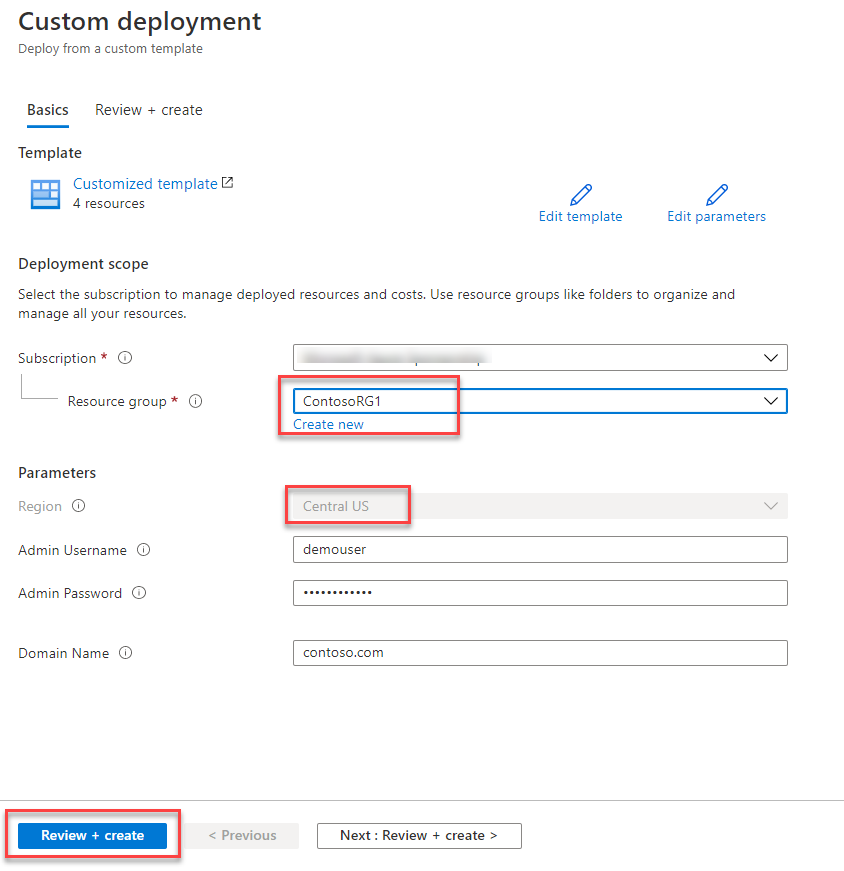 Custom deployment
Deploy from a custom template
Basics Review + create
Template
Customized template
4 resources
Edit template Edit parameters
Deployment scope
Select the subscription to manage deployed resources and costs. Use resource groups like folders to organize and
manage all your resources.
Subscription *
Resource group * ContosoRG1
Create new
Parameters
Region Central US
Admin Username demouser
Admin Password ••••••••••••
Domain Name contoso.com
Review + create < Previous Next : Review + create >